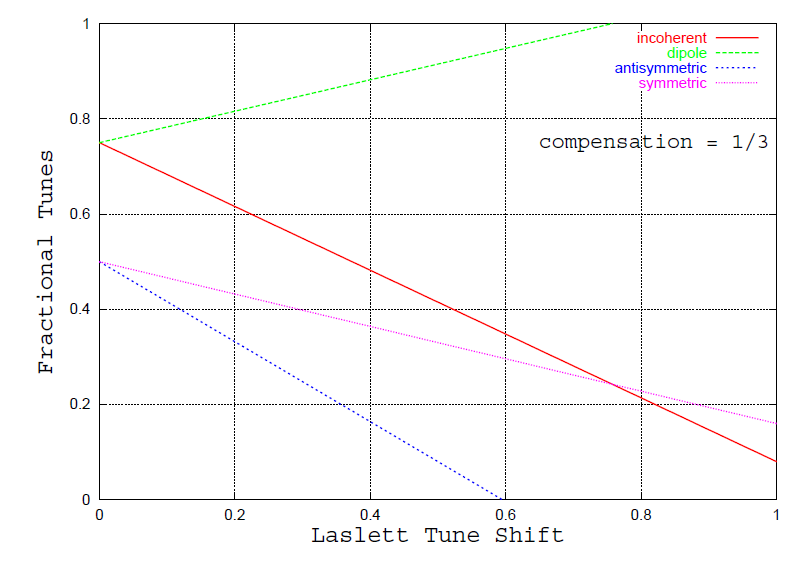 1
incoherent
dipole
antisymmetric
symmetric
0.8
compensation = 1/3
0.6
0.4
0.2
0
Fractional Tunes
0 0.2 0.4 0.6 0.8 1
Laslett Tune Shift